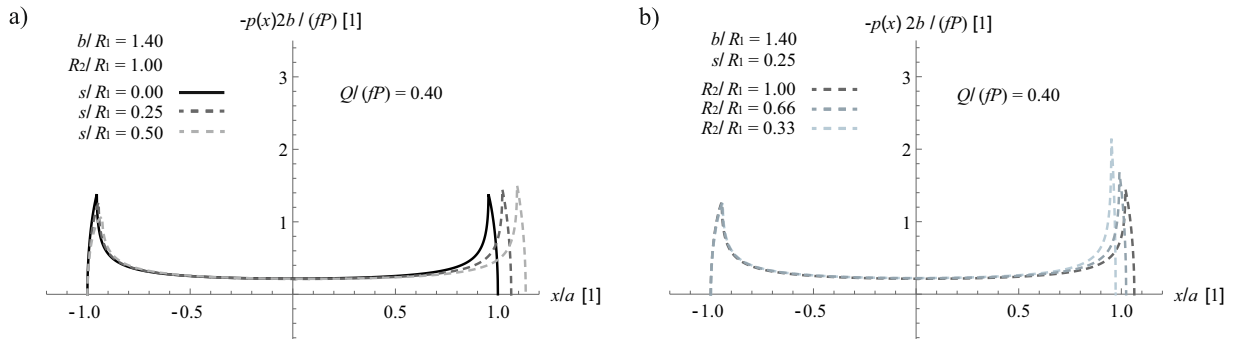 a)
-p(x)2b / (fP) [1]
b/R1 = 1.40
R2/R1 = 1.00
s/R1 = 0.00
s/R1 = 0.25
s/R1 = 0.50
Q/(fP) = 0.40
3
2
1
x/a [1]
-1.0
-0.5
0.5
1.0
b)
-p(x) 2b / (fP) [1]
b/R1 = 1.40
s/R1 = 0.25
R2/R1 = 1.00
R2/R1 = 0.66
R2/R1 = 0.33
Q/(fP) = 0.40
3
2
1
x/a [1]
-1.0
-0.5
0.5
1.0